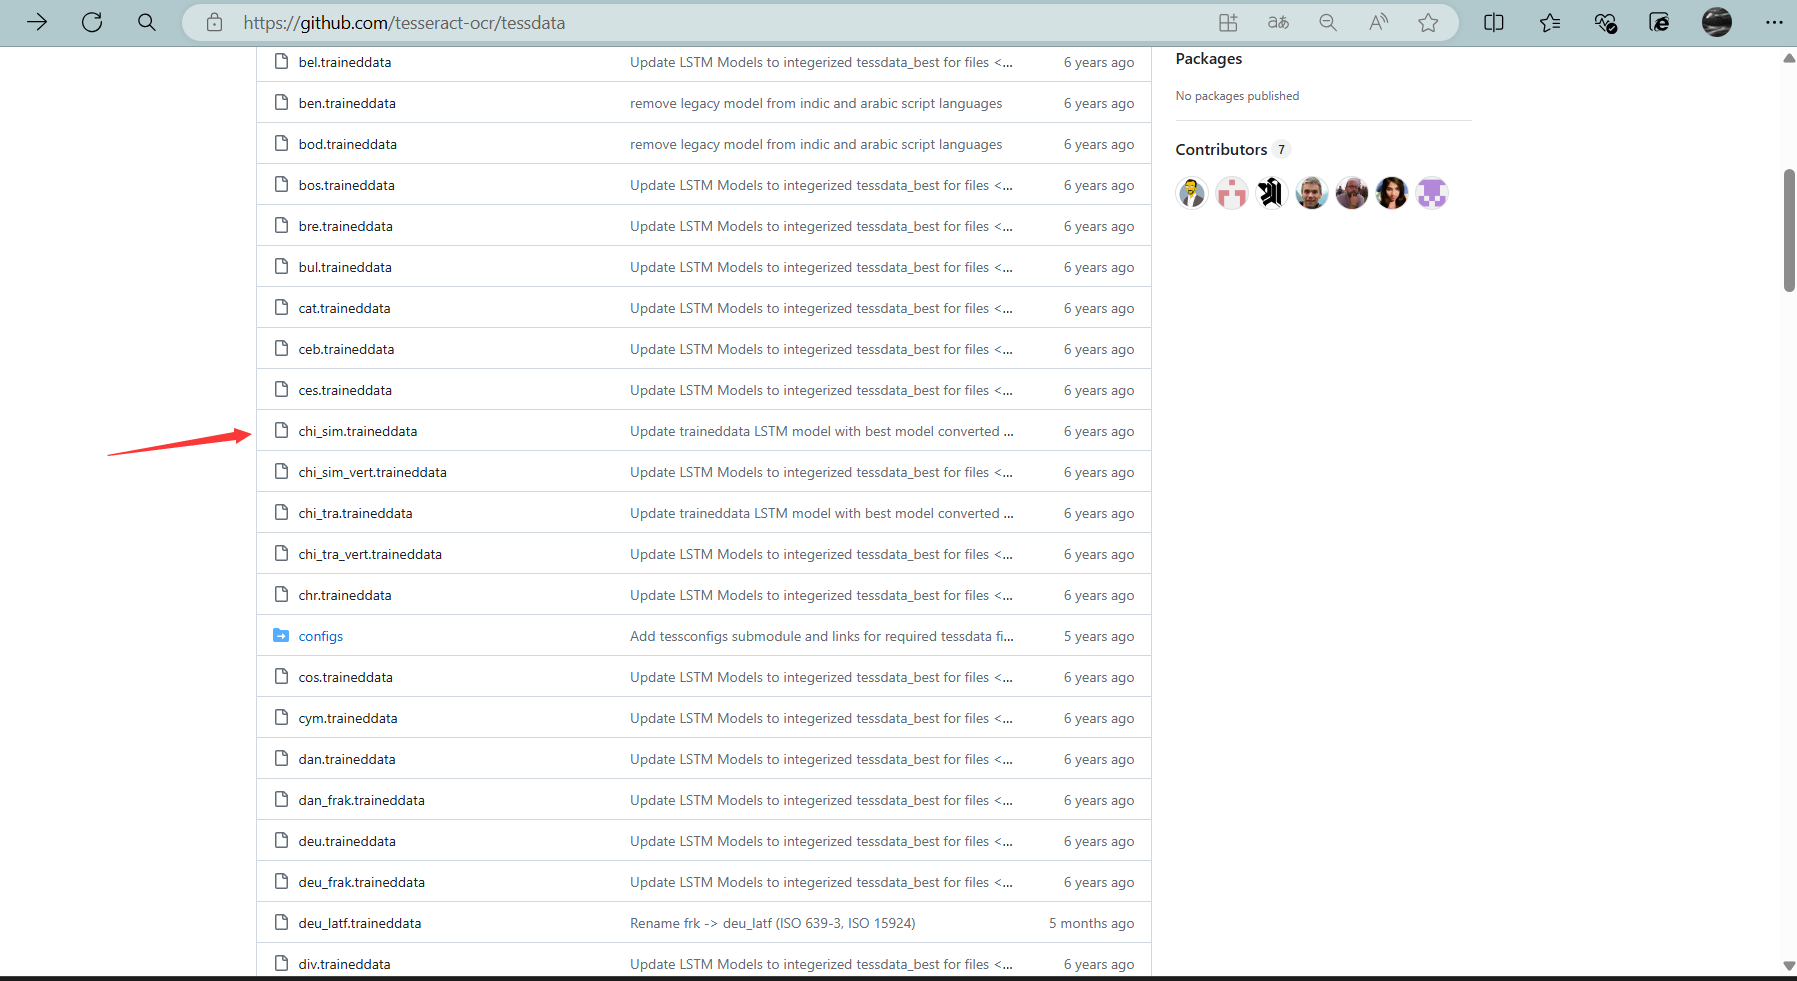 https://github.com/tesseract-ocr/tessdata
bel.traineddata Update LSTM Models to integerized tessdata_best for files <... 6 years ago
ben.traineddata remove legacy model from indic and arabic script languages 6 years ago
bod.traineddata remove legacy model from indic and arabic script languages 6 years ago
bos.traineddata Update LSTM Models to integerized tessdata_best for files <... 6 years ago
bre.traineddata Update LSTM Models to integerized tessdata_best for files <... 6 years ago
bul.traineddata Update LSTM Models to integerized tessdata_best for files <... 6 years ago
cat.traineddata Update LSTM Models to integerized tessdata_best for files <... 6 years ago
ceb.traineddata Update LSTM Models to integerized tessdata_best for files <... 6 years ago
ces.traineddata Update LSTM Models to integerized tessdata_best for files <... 6 years ago
chi_sim.traineddata Update traineddata LSTM model with best model converted ... 6 years ago
chi_sim_vert.traineddata Update LSTM Models to integerized tessdata_best for files <... 6 years ago
chi_tra.traineddata Update traineddata LSTM model with best model converted ... 6 years ago
chi_tra_vert.traineddata Update LSTM Models to integerized tessdata_best for files <... 6 years ago
chr.traineddata Update LSTM Models to integerized tessdata_best for files <... 6 years ago
configs Add tessconfigs submodule and links for required tessdata fi... 5 years ago
cos.traineddata Update LSTM Models to integerized tessdata_best for files <... 6 years ago
cym.traineddata Update LSTM Models to integerized tessdata_best for files <... 6 years ago
dan.traineddata Update LSTM Models to integerized tessdata_best for files <... 6 years ago
dan_frak.traineddata Update LSTM Models to integerized tessdata_best for files <... 6 years ago
deu.traineddata Update LSTM Models to integerized tessdata_best for files <... 6 years ago
deu_frak.traineddata Update LSTM Models to integerized tessdata_best for files <... 6 years ago
deu_latf.traineddata Rename frk -> deu_latf (ISO 639-3, ISO 15924) 5 months ago
div.traineddata Update LSTM Models to integerized tessdata_best for files <... 6 years ago
Packages
No packages published
Contributors 7